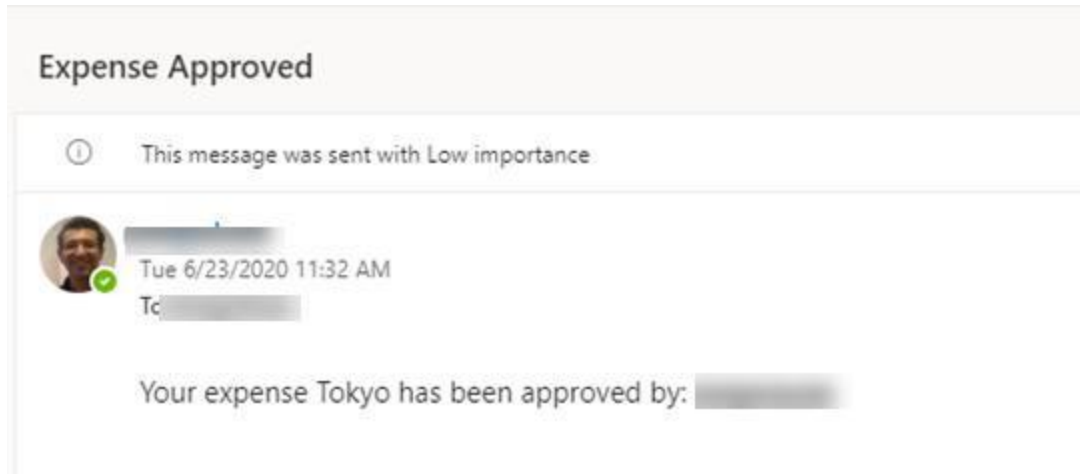 Expense Approved
This message was sent with Low importance
Tue 6/23/2020 11:32 AM
To
Your expense Tokyo has been approved by: